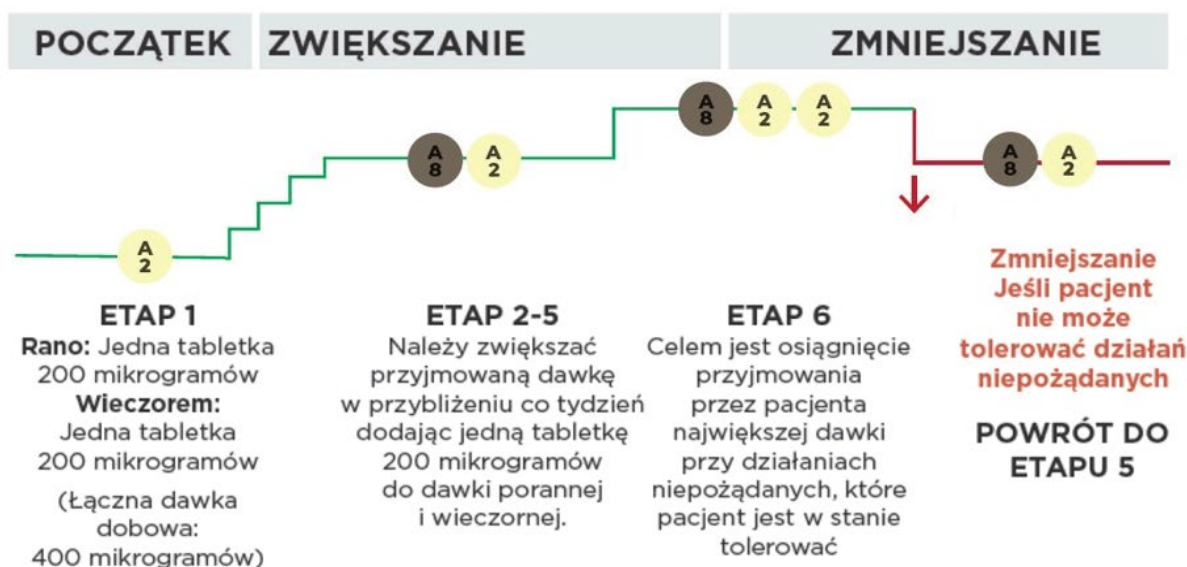 POCZĄTEK
ZWIĘKSZANIE
ZMNIEJSZANIE
A
2
A
8
A
2
A
8
A
2
A
2
A
8
A
2
ETAP 1
Rano: Jedna tabletka
200 mikrogramów
Wieczorem:
Jedna tabletka
200 mikrogramów
(Łączna dawka
dobowa:
400 mikrogramów)
ETAP 2-5
Należy zwiększać
przyjmowaną dawkę
w przybliżeniu co tydzień
dodając jedną tabletkę
200 mikrogramów
do dawki porannej
i wieczornej.
ETAP 6
Celem jest osiągnięcie
przyjmowania
przez pacjenta
największej dawki
przy działaniach
niepożądanych, które
pacjent jest w stanie
tolerować
Zmniejszanie
Jeśli pacjent
nie może
tolerować działań
niepożądanych
POWRÓT DO
ETAPU 5